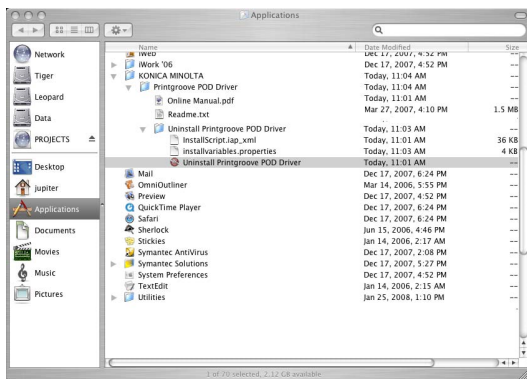 Applications
Name Date Modified Size
iWeb Dec 17, 2007, 4:52 PM --
iWork '06 Dec 17, 2007, 4:52 PM --
KONICA MINOLTA Today, 11:04 AM --
Printgroove POD Driver Today, 11:04 AM --
Online Manual.pdf Today, 11:01 AM
Readme.txt Mar 27, 2007, 4:10 PM 1.5 MB
Uninstall Printgroove POD Driver Today, 11:03 AM --
InstallScript.iap_xml Today, 11:01 AM 36 KB
installvariables.properties Today, 11:03 AM 4 KB
Uninstall Printgroove POD Driver Today, 11:01 AM --
Mail Dec 17, 2007, 6:24 PM --
OmniOutliner Mar 14, 2006, 5:55 PM --
Preview Dec 17, 2007, 4:52 PM --
QuickTime Player Dec 17, 2007, 6:24 PM --
Safari Dec 17, 2007, 6:24 PM --
Sherlock Jun 15, 2006, 4:46 PM --
Stickies Jan 14, 2006, 2:17 AM --
Symantec AntiVirus Dec 17, 2007, 2:08 PM --
Symantec Solutions Dec 17, 2007, 5:27 PM --
System Preferences Dec 17, 2007, 4:52 PM --
TextEdit Jan 14, 2006, 2:15 AM --
Utilities Jan 25, 2008, 1:10 PM --
Network
Tiger
Leopard
Data
PROJECTS
Desktop
jupiter
Applications
Documents
Movies
Music
Pictures
1 of 70 selected, 2.12 GB available